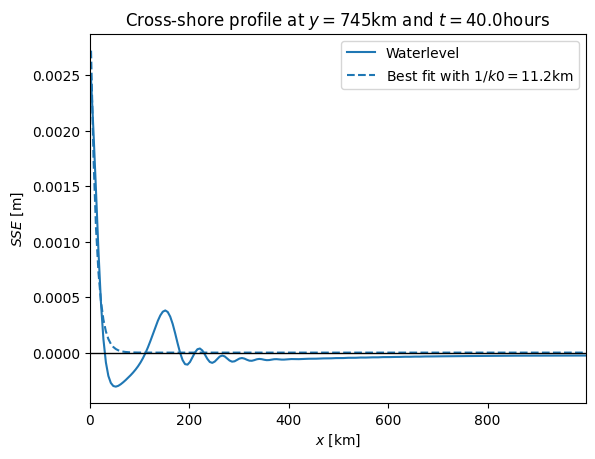 Cross-shore profile at y = 745km and t = 40.0hours
Waterlevel
Best fit with 1/k0 = 11.2km
0.0025
0.0020
0.0015
0.0010
0.0005
0.0000
SSE [m]
0 200 400 600 800
x [km]